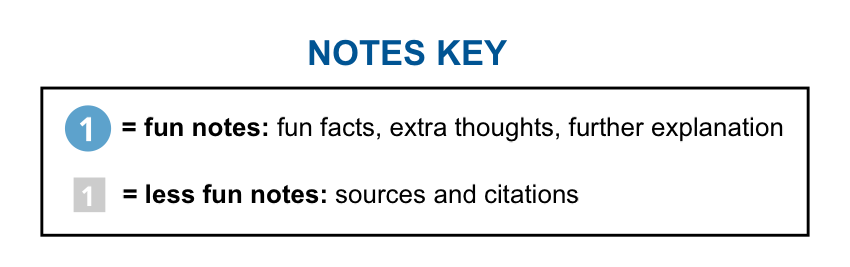 NOTES KEY
1 = fun notes: fun facts, extra thoughts, further explanation
1 = less fun notes: sources and citations